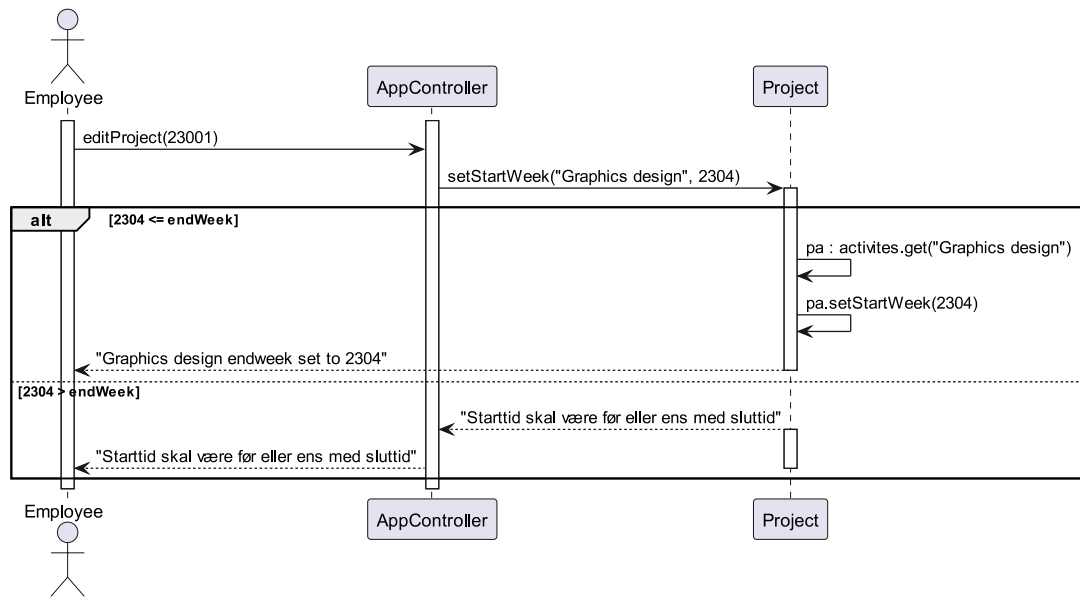 Employee
AppController
Project
editProject(23001)
setStartWeek("Graphics design", 2304)
alt
[2304 <= endWeek]
pa : activites.get("Graphics design")
pa.setStartWeek(2304)
"Graphics design endweek set to 2304"
[2304 > endWeek]
"Starttid skal være før eller ens med sluttid"
"Starttid skal være før eller ens med sluttid"
Employee
AppController
Project